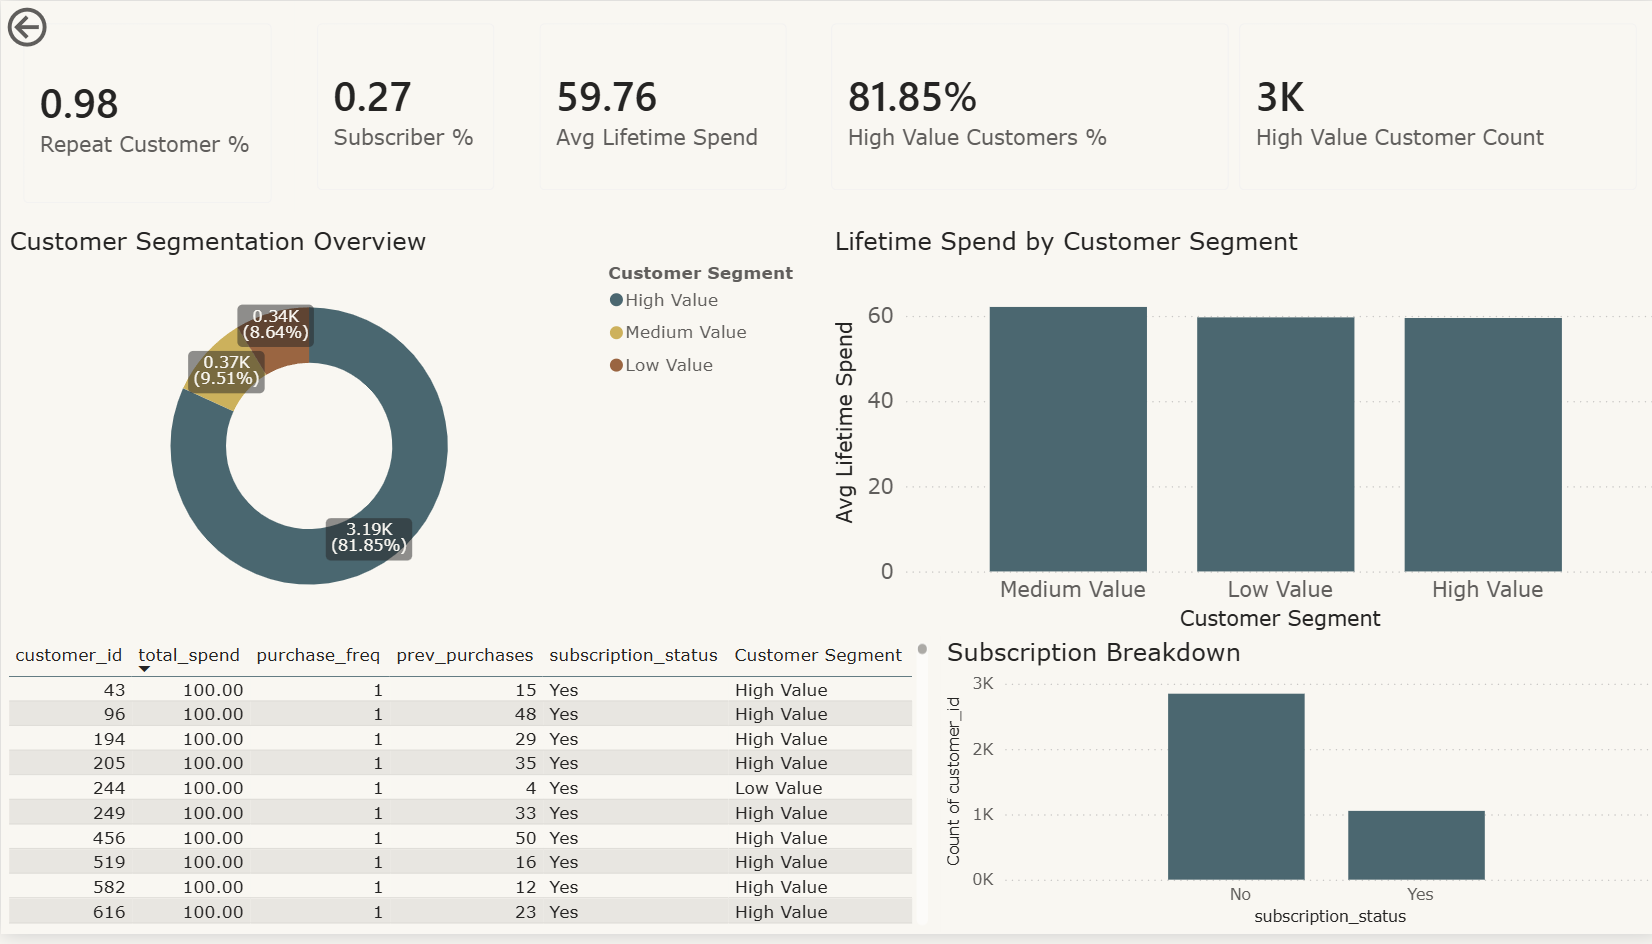 0.98
Repeat Customer %
0.27
Subscriber %
59.76
Avg Lifetime Spend
81.85%
High Value Customers %
3K
High Value Customer Count
Customer Segmentation Overview
Customer Segment
High Value
Medium Value
Low Value
0.34K
(8.64%)
0.37K
(9.51%)
3.19K
(81.85%)
Lifetime Spend by Customer Segment
Avg Lifetime Spend
60
40
20
0
Medium Value Low Value High Value
Customer Segment
customer_id total_spend purchase_freq prev_purchases subscription_status Customer Segment
43 100.00 1 15 Yes High Value
96 100.00 1 48 Yes High Value
194 100.00 1 29 Yes High Value
205 100.00 1 35 Yes High Value
244 100.00 1 4 Yes Low Value
249 100.00 1 33 Yes High Value
456 100.00 1 50 Yes High Value
519 100.00 1 16 Yes High Value
582 100.00 1 12 Yes High Value
616 100.00 1 23 Yes High Value
Subscription Breakdown
Count of customer_id
3K
2K
1K
0K
No Yes
subscription_status